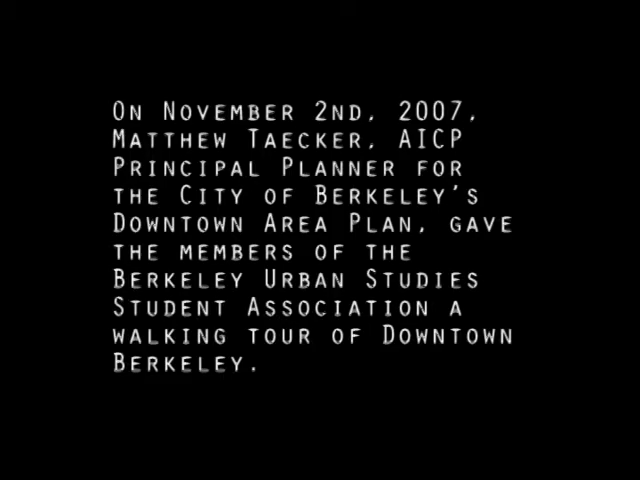 On November 2nd, 2007,
Matthew Taecker, AICP
Principal Planner for
the City of Berkeley's
Downtown Area Plan, gave
the members of the
Berkeley Urban Studies
Student Association a
walking tour of Downtown
Berkeley.